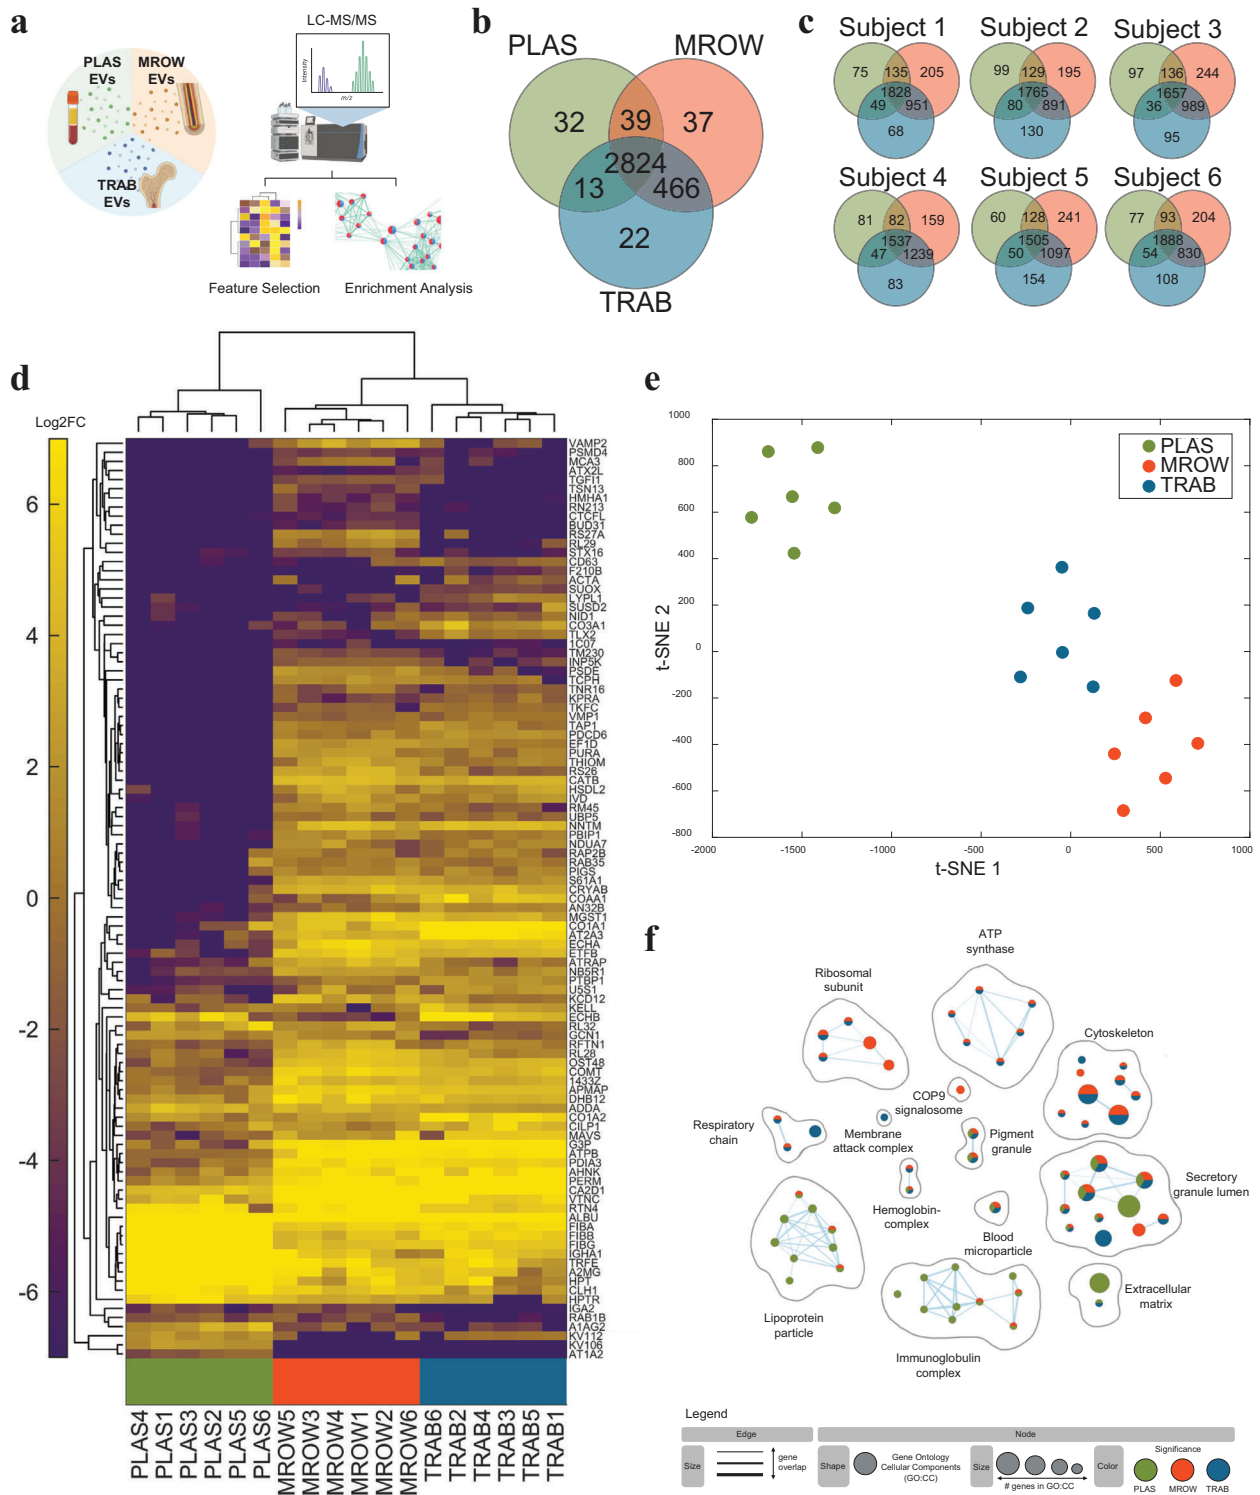 a
PLAS
EVs
MROW
EVs
TRAB
EVs
LC-MS/MS
Intensity
m/z
Feature Selection
Enrichment Analysis
b
PLAS
MROW
TRAB
32
39
37
2824
13
466
22
c
Subject 1
75
135
205
1828
49
951
68
Subject 2
99
129
195
1765
80
891
130
Subject 3
97
136
244
1657
36
989
95
Subject 4
81
82
159
1537
47
1239
83
Subject 5
60
128
241
1505
50
1097
154
Subject 6
77
93
204
1888
54
830
108
d
Log2FC
6
4
2
0
-2
-4
-6
VAMP2
PSMD4
MCA3
ATX2L
TGFI1
TSN13
HMHA1
RN213
CTCFL
BUD31
RS27A
RL29
STX16
CD63
F210B
ACTA
SUOX
LYPL1
SUSD2
NID1
CO3A1
TLX2
1C07
TM230
INP5K
PSDE
TCPH
TNR16
KPRA
TKFC
VMP1
TAP1
PDCD6
EF1D
PURA
THIOM
RS26
CATB
HSDL2
IVD
RM45
UBP5
NNTM
PBIP1
NDUA7
RAP2B
RAB35
PIGS
S61A1
CRYAB
COAA1
AN32B
MGST1
CO1A1
AT2A3
ECHA
ETFB
ATRAP
NB5R1
PTBP1
U5S1
KCD12
KELL
ECHB
RL32
GCN1
RFTN1
RL28
OST48
COMT
1433Z
APMAP
DHB12
ADDA
CO1A2
CILP1
MAVS
G3P
ATPB
PDIA3
AHNK
PERM
CA2D1
VTNC
RTN4
ALBU
FIBA
FIBB
FIBG
IGHA1
TRFE
A2MG
HPT
CLH1
HPTR
IGA2
RAB1B
A1AG2
KV112
KV106
AT1A2
PLAS4
PLAS1
PLAS3
PLAS2
PLAS5
PLAS6
MROW5
MROW3
MROW4
MROW1
MROW2
MROW6
TRAB6
TRAB2
TRAB4
TRAB3
TRAB5
TRAB1
e
1000
800
600
400
200
0
-200
-400
-600
-800
t-SNE 2
-2000
-1500
-1000
-500
0
500
1000
t-SNE 1
PLAS
MROW
TRAB
f
ATP
synthase
Ribosomal
subunit
Cytoskeleton
COP9
signalosome
Respiratory
chain
Membrane
attack complex
Pigment
granule
Secretory
granule lumen
Hemoglobin-
complex
Blood
microparticle
Lipoprotein
particle
Extracellular
matrix
Immunoglobulin
complex
Legend
Edge
Size
gene
overlap
Node
Shape
Gene Ontology
Cellular Components
(GO:CC)
Size
# genes in GO:CC
Color
Significance
PLAS
MROW
TRAB